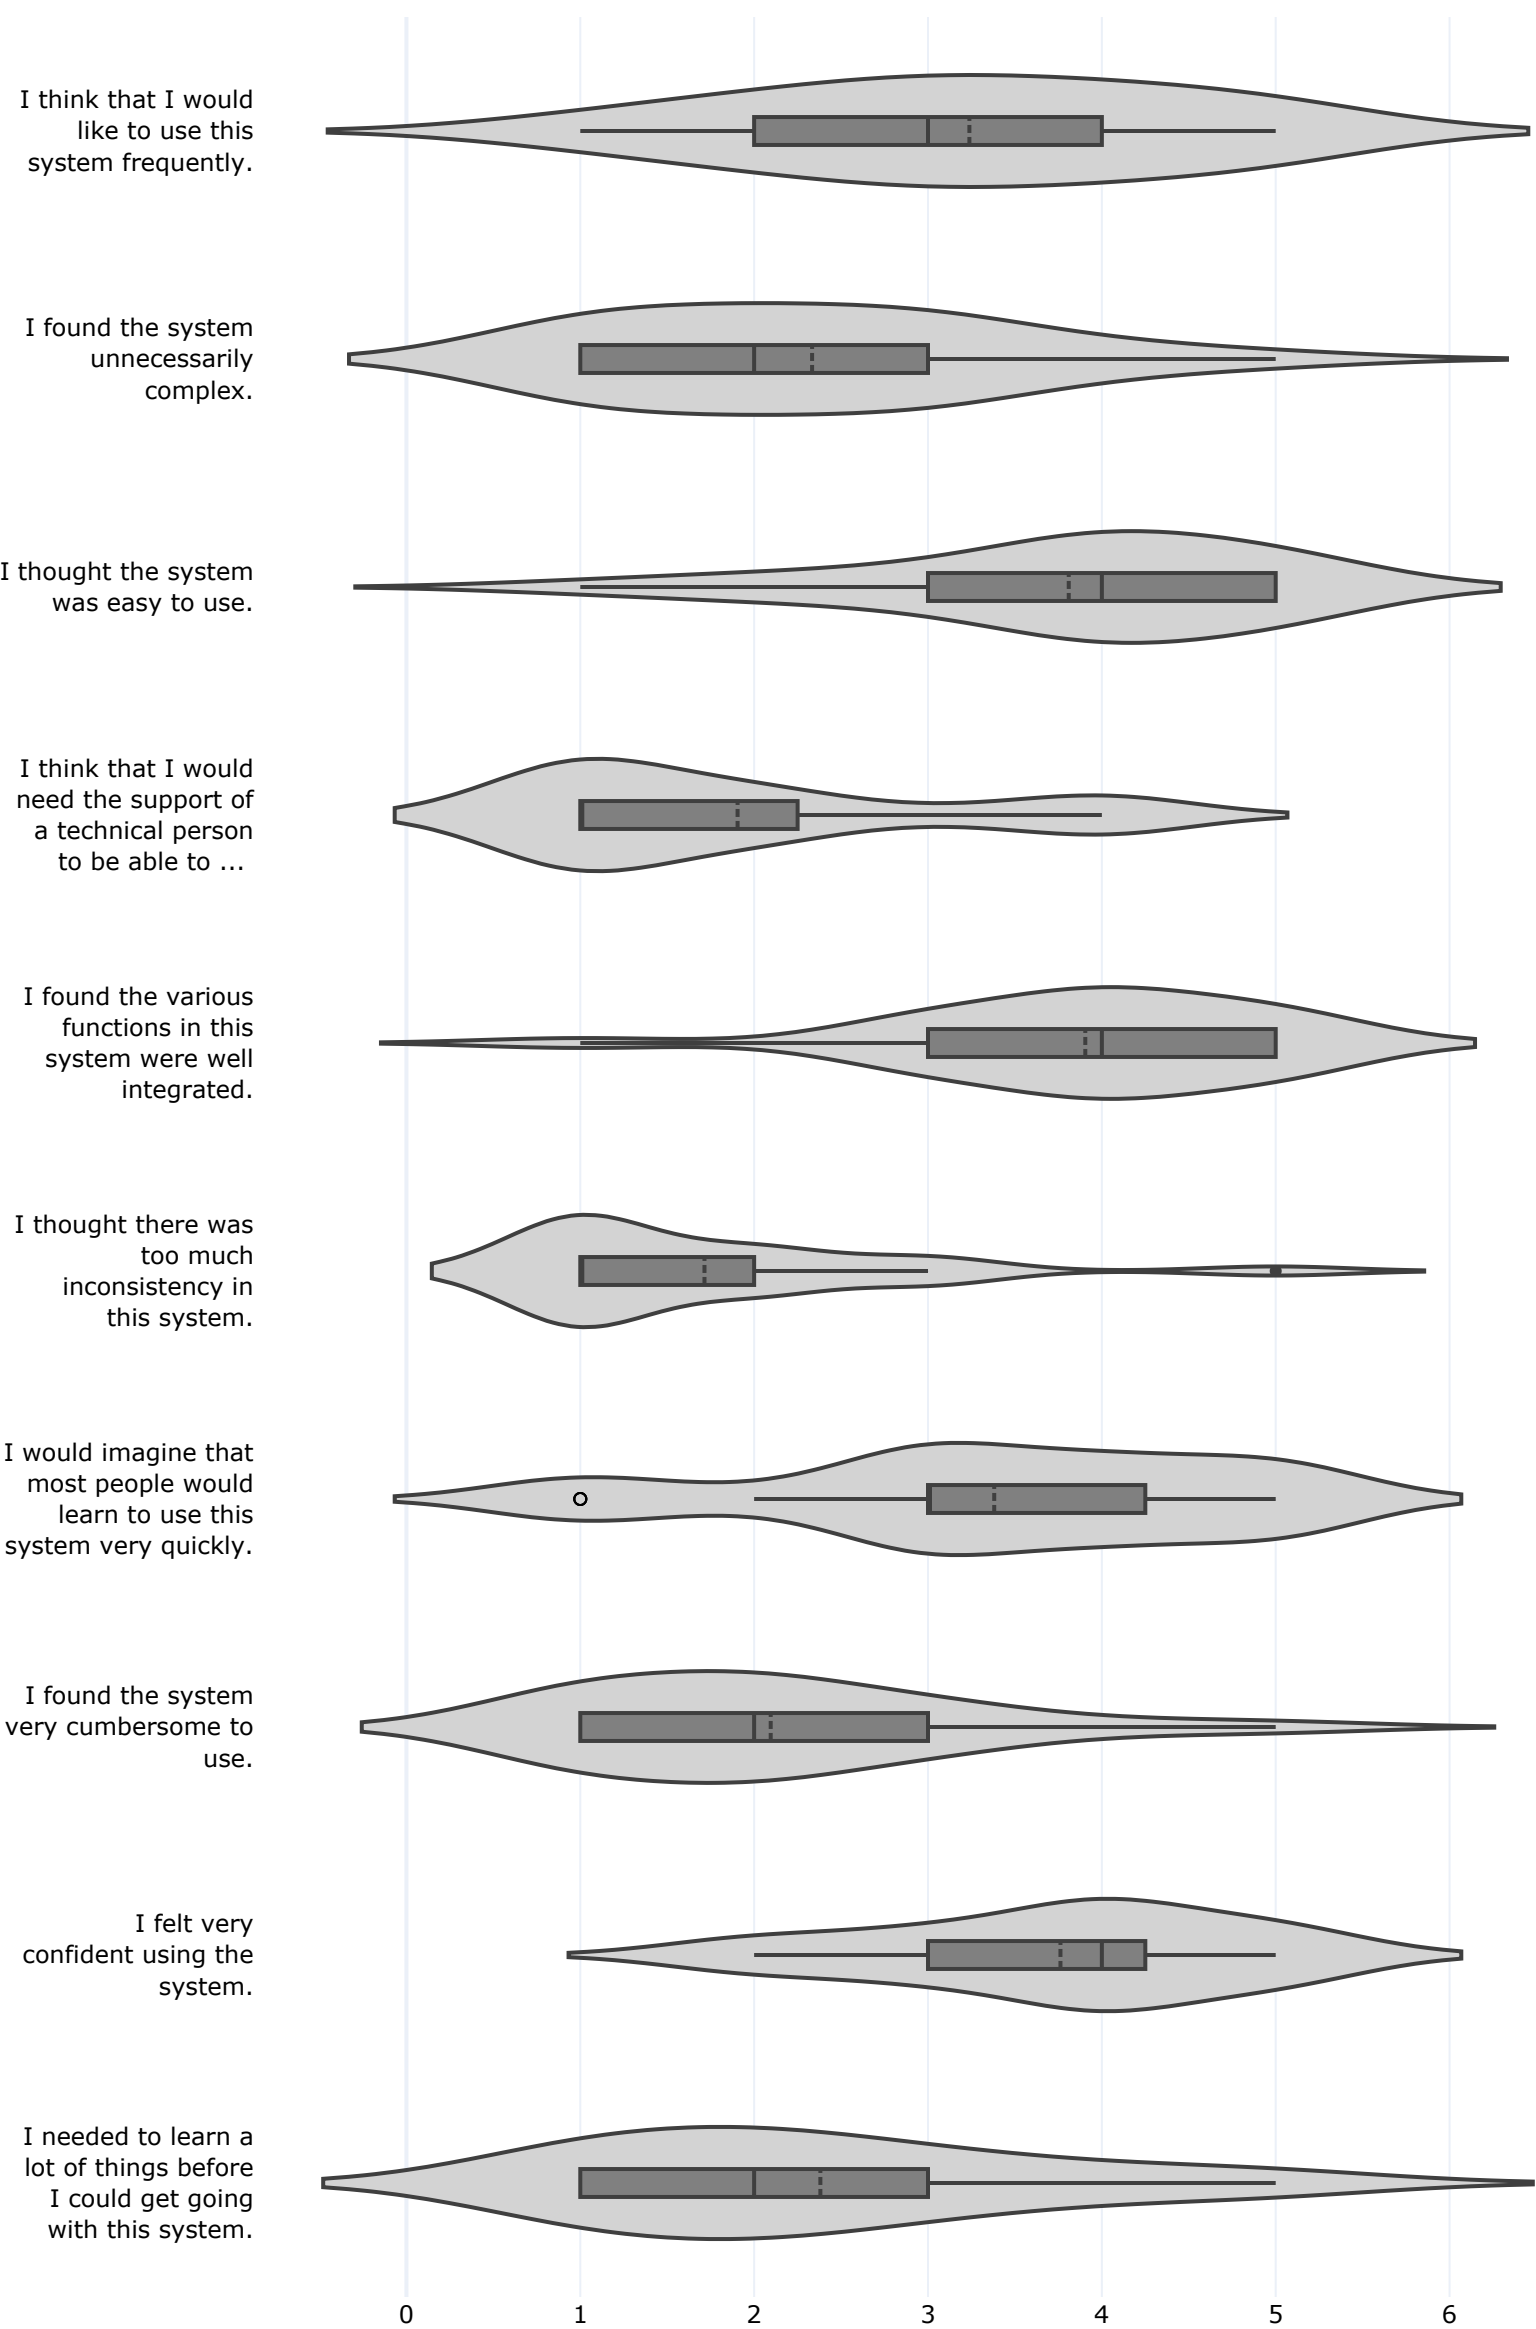 I think that I would
like to use this
system frequently.
I found the system
unnecessarily
complex.
I thought the system
was easy to use.
I think that I would
need the support of
a technical person
to be able to …
I found the various
functions in this
system were well
integrated.
I thought there was
too much
inconsistency in
this system.
I would imagine that
most people would
learn to use this
system very quickly.
I found the system
very cumbersome to
use.
I felt very
confident using the
system.
I needed to learn a
lot of things before
I could get going
with this system.
0 1 2 3 4 5 6